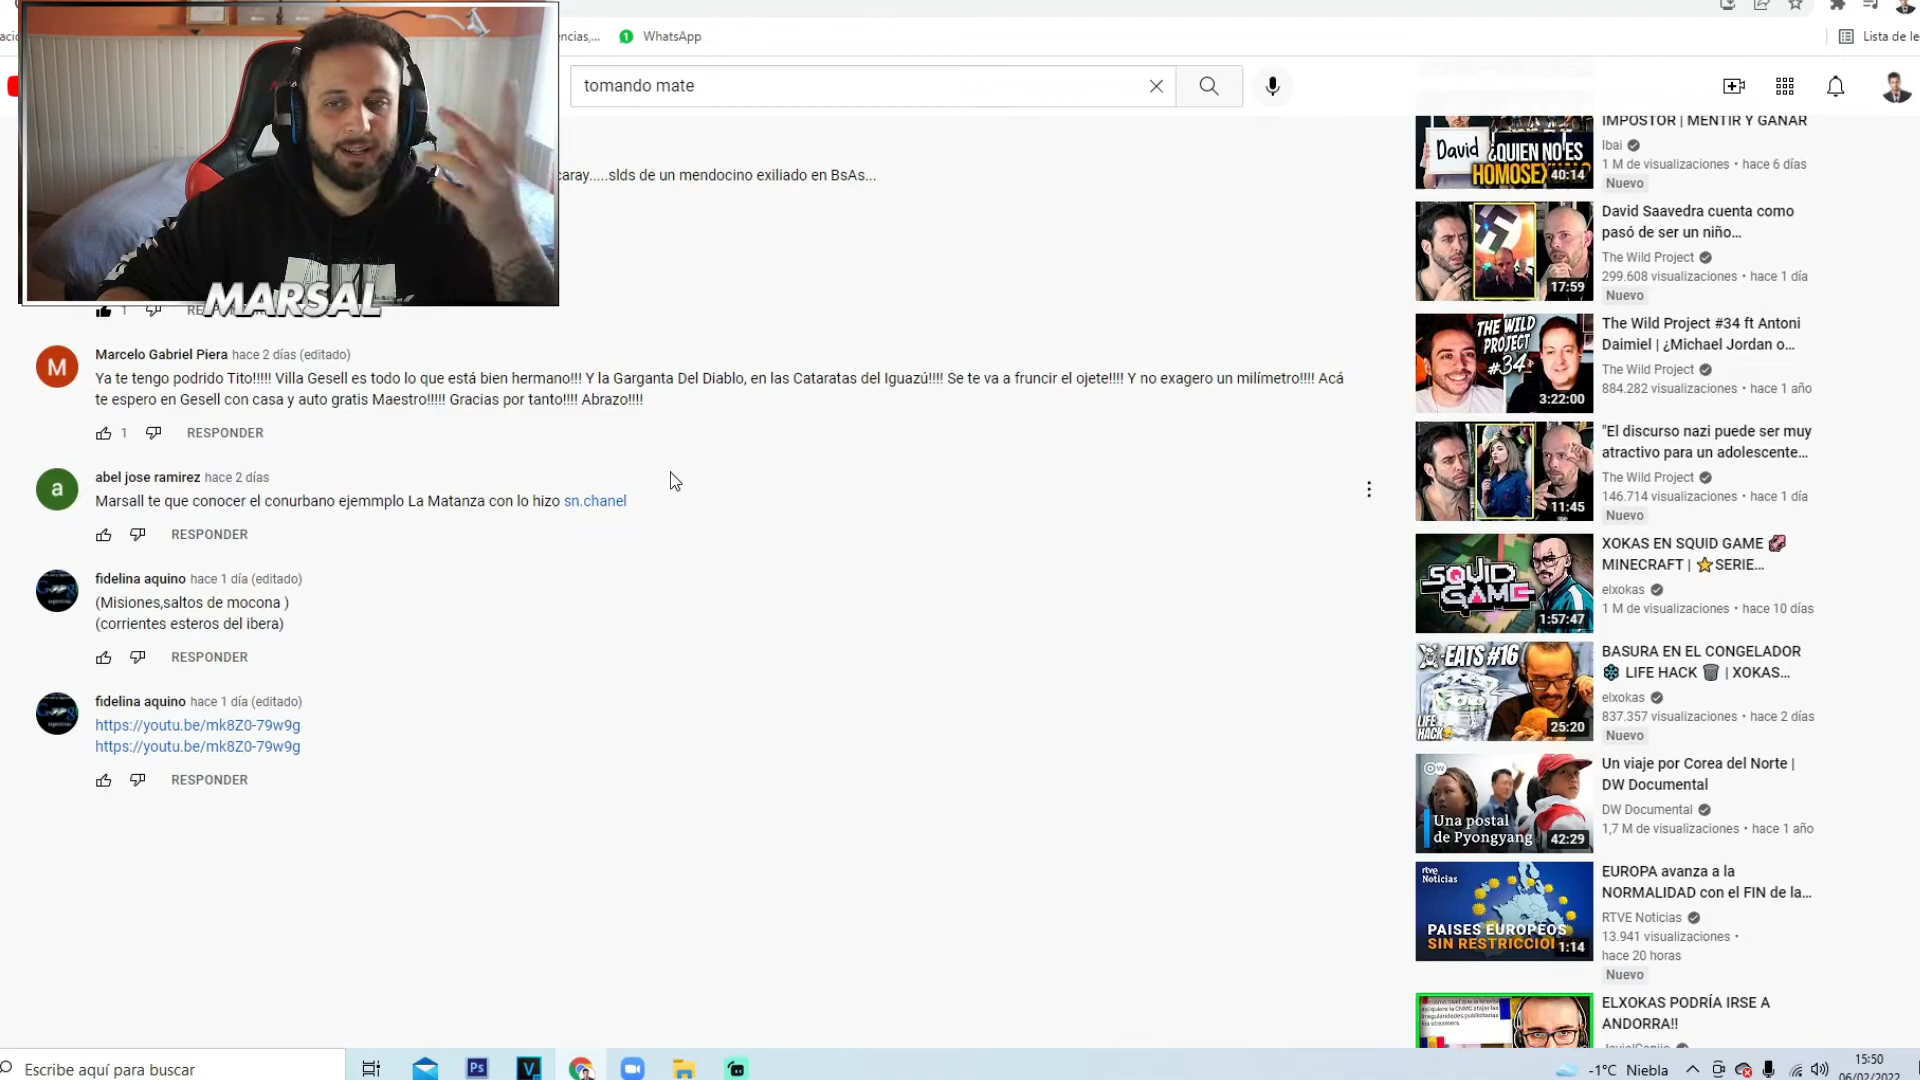 encias,...
WhatsApp
Lista de le
tomando mate
caray.....slds de un mendocino exiliado en BsAs...
MARSAL
1
Marcelo Gabriel Piera hace 2 días (editado)
Ya te tengo podrido Tito!!!!! Villa Gesell es todo lo que está bien hermano!!! Y la Garganta Del Diablo, en las Cataratas del Iguazú!!!! Se te va a fruncir el ojete!!!! Y no exagero un milímetro!!!! Acá
te espero en Gesell con casa y auto gratis Maestro!!!!! Gracias por tanto!!!! Abrazo!!!!
1
RESPONDER
abel jose ramirez hace 2 días
Marsall te que conocer el conurbano ejemmplo La Matanza con lo hizo sn.chanel
RESPONDER
fidelina aquino hace 1 día (editado)
(Misiones,saltos de mocona )
(corrientes esteros del ibera)
RESPONDER
fidelina aquino hace 1 día (editado)
https://youtu.be/mk8Z0-79w9g
https://youtu.be/mk8Z0-79w9g
RESPONDER
David
¿QUIEN NO ES
HOMOSEX
40:14
IMPOSTOR | MENTIR Y GANAR
Ibai
1 M de visualizaciones • hace 6 días
Nuevo
17:59
David Saavedra cuenta como
pasó de ser un niño...
The Wild Project
299.608 visualizaciones • hace 1 día
Nuevo
THE WILD
PROJECT
#34
3:22:00
The Wild Project #34 ft Antoni
Daimiel | ¿Michael Jordan o...
The Wild Project
884.282 visualizaciones • hace 1 año
11:45
"El discurso nazi puede ser muy
atractivo para un adolescente...
The Wild Project
146.714 visualizaciones • hace 1 día
Nuevo
SQUID
GAME
1:57:47
XOKAS EN SQUID GAME 🦑
MINECRAFT | ⭐SERIE...
elxokas
1 M de visualizaciones • hace 10 días
EATS #16
LIFE
HACK
25:20
BASURA EN EL CONGELADOR
❄ LIFE HACK 🗑 | XOKAS...
elxokas
837.357 visualizaciones • hace 2 días
Nuevo
DW
Una postal
de Pyongyang
42:29
Un viaje por Corea del Norte |
DW Documental
DW Documental
1,7 M de visualizaciones • hace 1 año
rtve
Noticias
PAISES EUROPEOS
SIN RESTRICCIO
1:14
EUROPA avanza a la
NORMALIDAD con el FIN de la...
RTVE Noticias
13.941 visualizaciones •
hace 20 horas
Nuevo
ELXOKAS PODRÍA IRSE A
ANDORRA!!
Escribe aquí para buscar
Ps
V
-1°C Niebla
15:50
06/02/2022